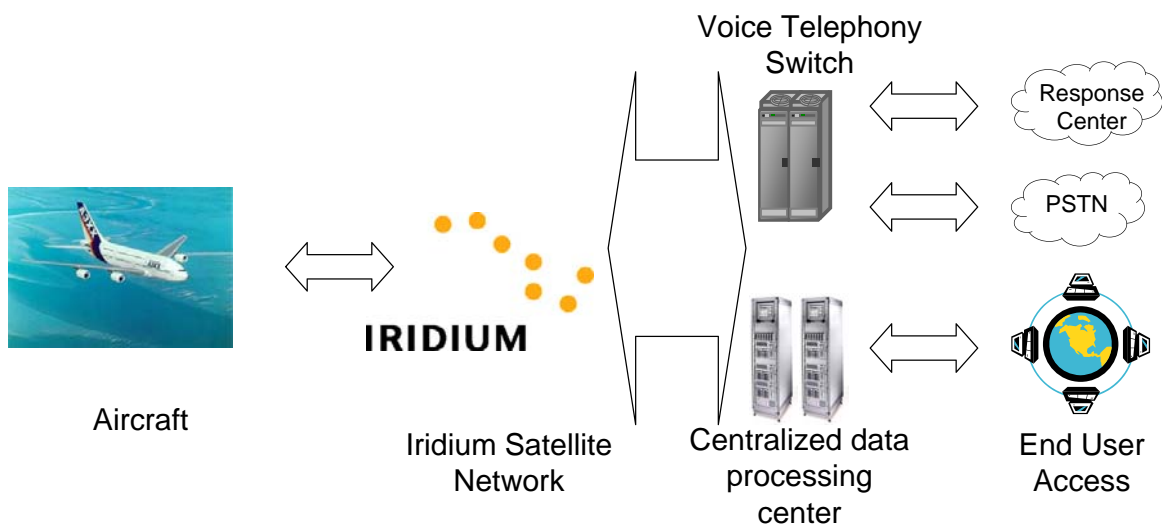 Voice Telephony
Switch
Response
Center
PSTN
IRIDIUM
Aircraft
Iridium Satellite
Network
Centralized data
processing
center
End User
Access